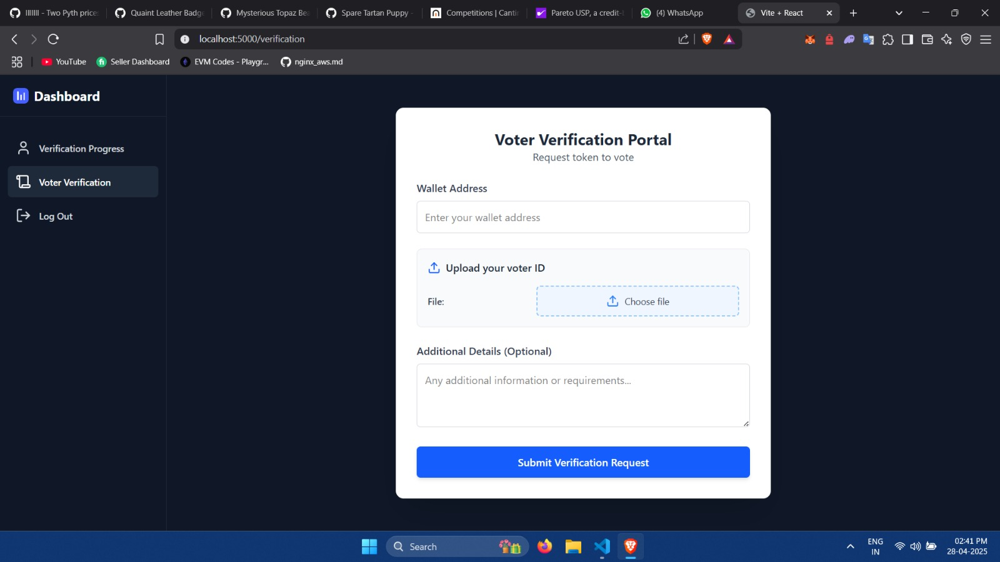 IIIIIII - Two Pyth price
Quaint Leather Badg
Mysterious Topaz Bea
Spare Tartan Puppy -
Competitions | Canti
Pareto USP, a credit-
(4) WhatsApp
Vite + React
localhost:5000/verification
YouTube
Seller Dashboard
EVM Codes - Playgr...
nginx_aws.md
Dashboard
Verification Progress
Voter Verification
Log Out
Voter Verification Portal
Request token to vote
Wallet Address
Enter your wallet address
Upload your voter ID
File:
Choose file
Additional Details (Optional)
Any additional information or requirements...
Submit Verification Request
Search
ENG
IN
02:41 PM
28-04-2025